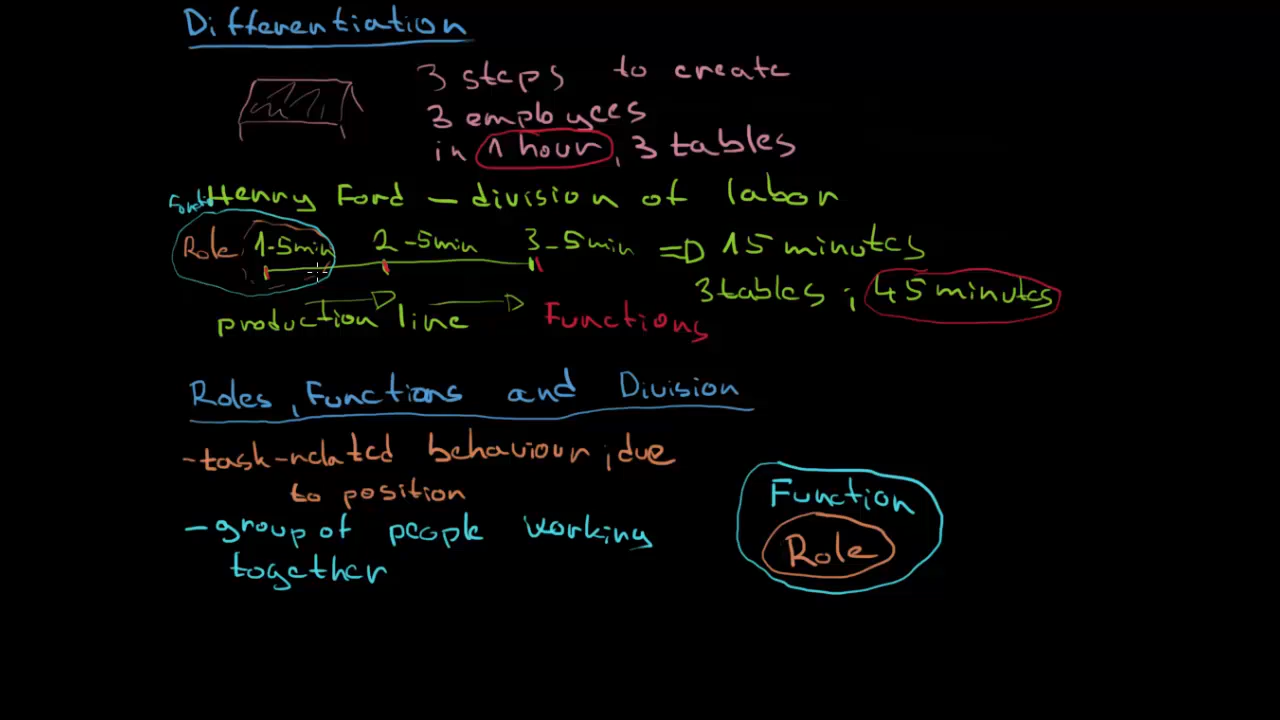 Differentiation
3 steps to create
3 employees
in 1 hour, 3 tables
Henry Ford – division of labor
Role 1-5min 2-5min 3-5min => 15 minutes
3 tables ; 45 minutes
production line Functions
Roles, Functions and Division
-task-related behaviour, due
to position
- group of people working
together
Function
Role